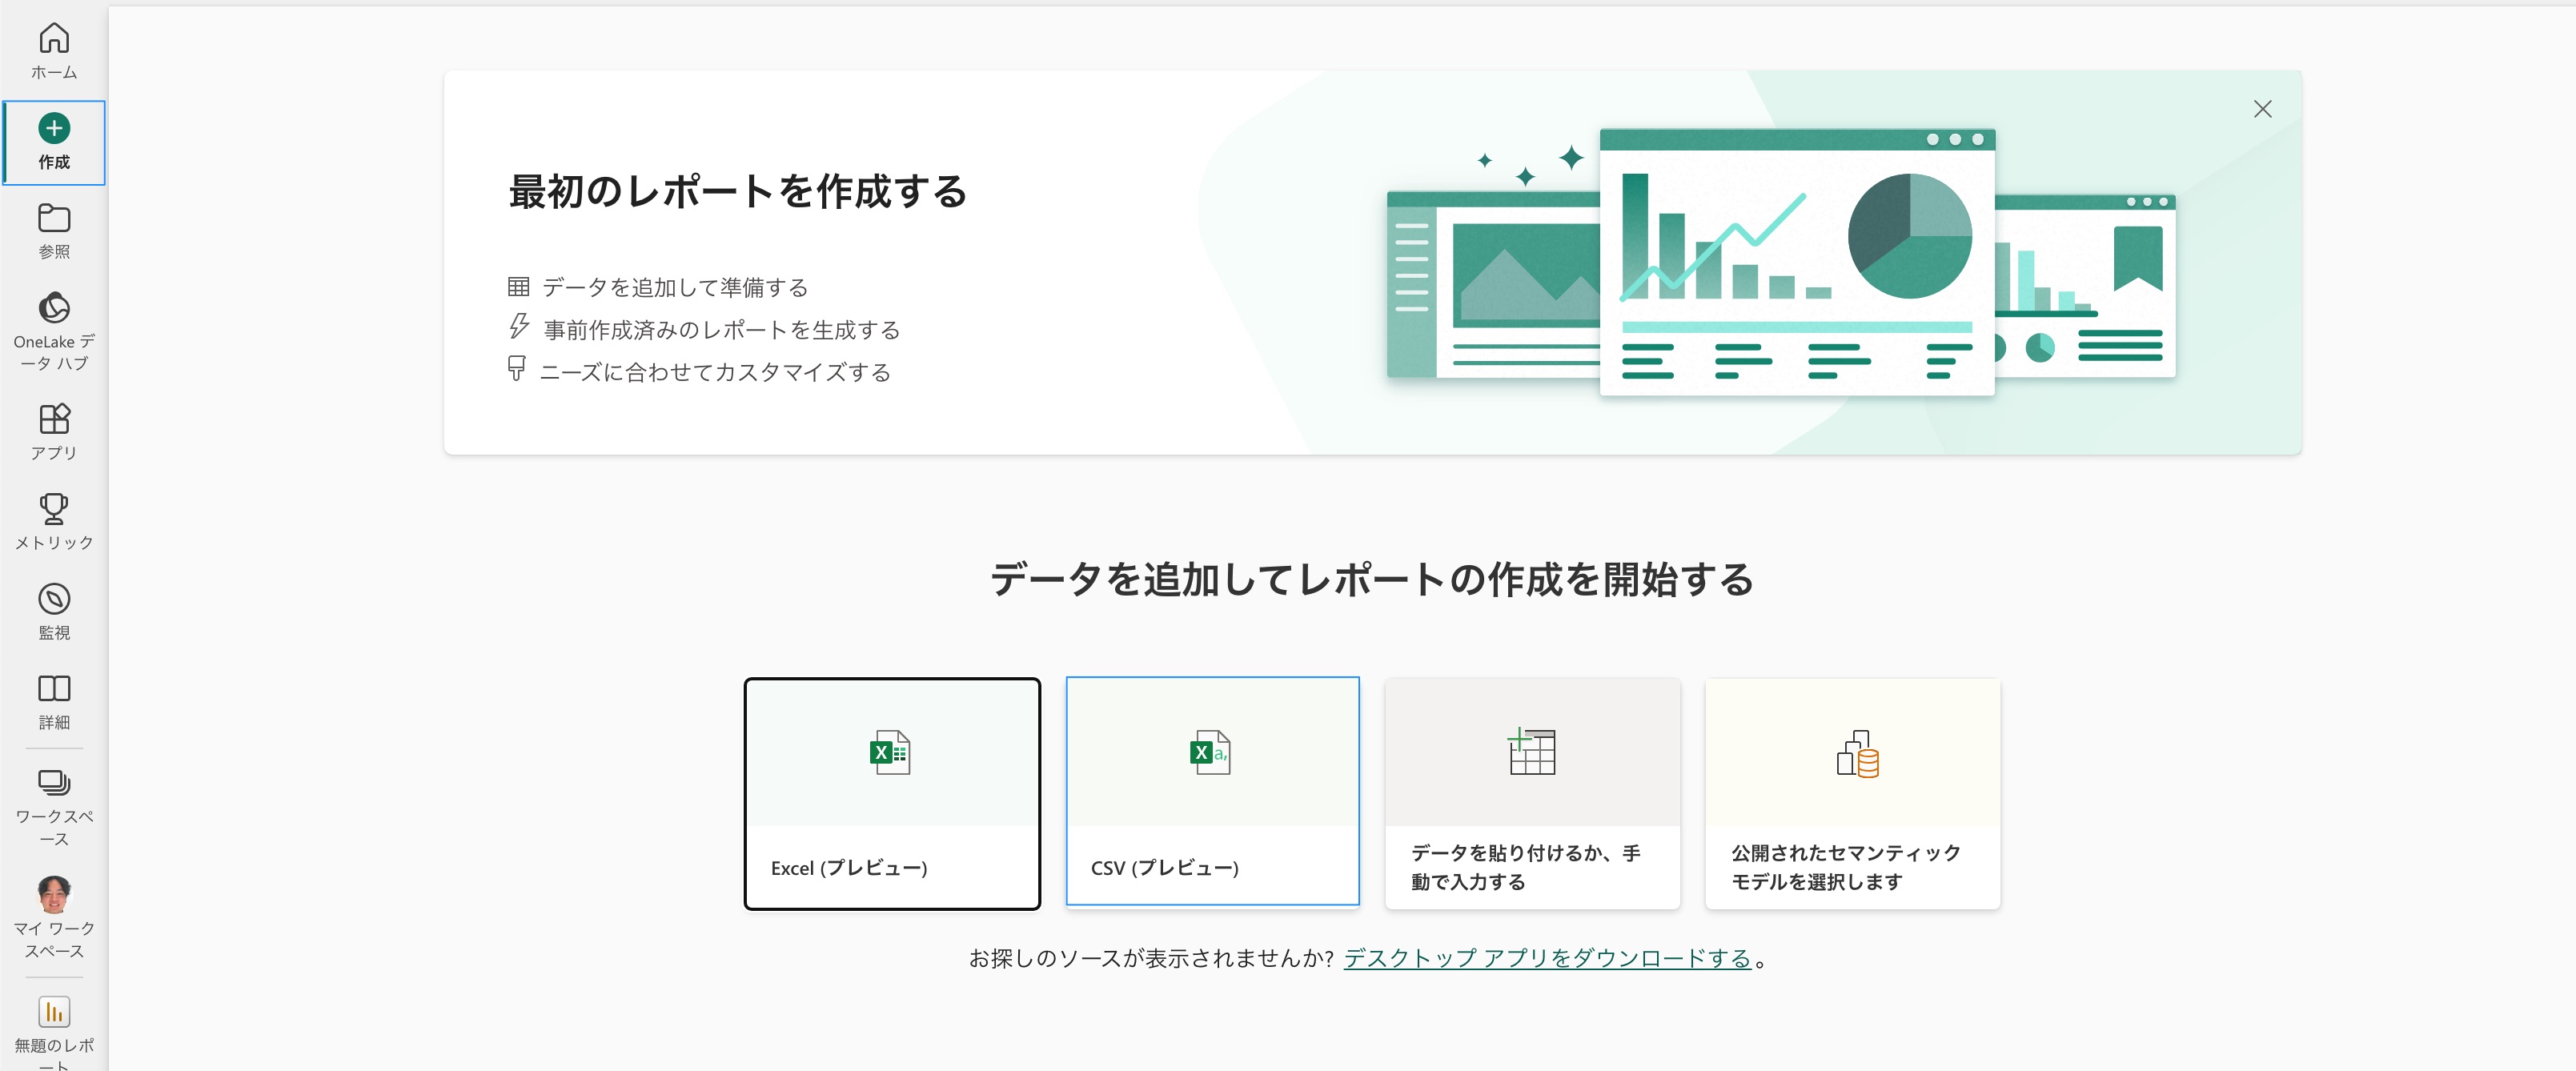 ホーム
作成
参照
OneLake デ
ータ ハブ
アプリ
メトリック
監視
詳細
ワークスペ
ース
マイ ワーク
スペース
無題のレポ
ート
最初のレポートを作成する
データを追加して準備する
事前作成済みのレポートを生成する
ニーズに合わせてカスタマイズする
データを追加してレポートの作成を開始する
Excel (プレビュー)
CSV (プレビュー)
データを貼り付けるか、手
動で入力する
公開されたセマンティック
モデルを選択します
お探しのソースが表示されませんか? デスクトップ アプリをダウンロードする。